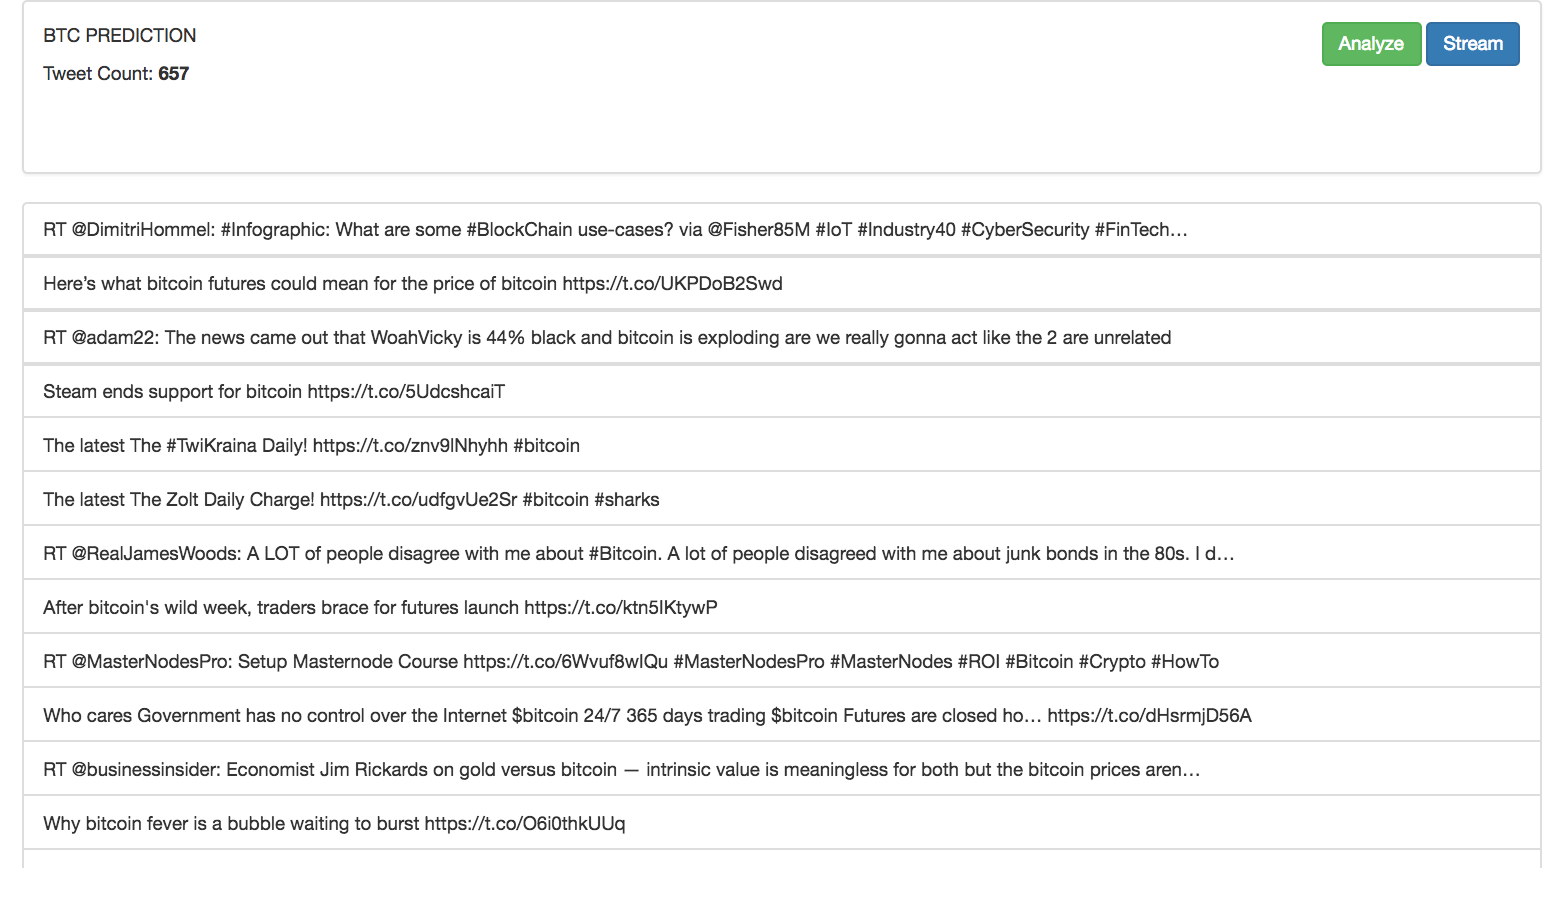 BTC PREDICTION
Analyze Stream
Tweet Count: 657
RT @DimitriHommel: #Infographic: What are some #BlockChain use-cases? via @Fisher85M #IoT #Industry40 #CyberSecurity #FinTech…
Here’s what bitcoin futures could mean for the price of bitcoin https://t.co/UKPDoB2Swd
RT @adam22: The news came out that WoahVicky is 44% black and bitcoin is exploding are we really gonna act like the 2 are unrelated
Steam ends support for bitcoin https://t.co/5UdcshcaiT
The latest The #TwiKraina Daily! https://t.co/znv9lNhyhh #bitcoin
The latest The Zolt Daily Charge! https://t.co/udfgvUe2Sr #bitcoin #sharks
RT @RealJamesWoods: A LOT of people disagree with me about #Bitcoin. A lot of people disagreed with me about junk bonds in the 80s. I d…
After bitcoin's wild week, traders brace for futures launch https://t.co/ktn5IKtywP
RT @MasterNodesPro: Setup Masternode Course https://t.co/6Wvuf8wIQu #MasterNodesPro #MasterNodes #ROI #Bitcoin #Crypto #HowTo
Who cares Government has no control over the Internet $bitcoin 24/7 365 days trading $bitcoin Futures are closed ho… https://t.co/dHsrmjD56A
RT @businessinsider: Economist Jim Rickards on gold versus bitcoin — intrinsic value is meaningless for both but the bitcoin prices aren…
Why bitcoin fever is a bubble waiting to burst https://t.co/O6i0thkUUq